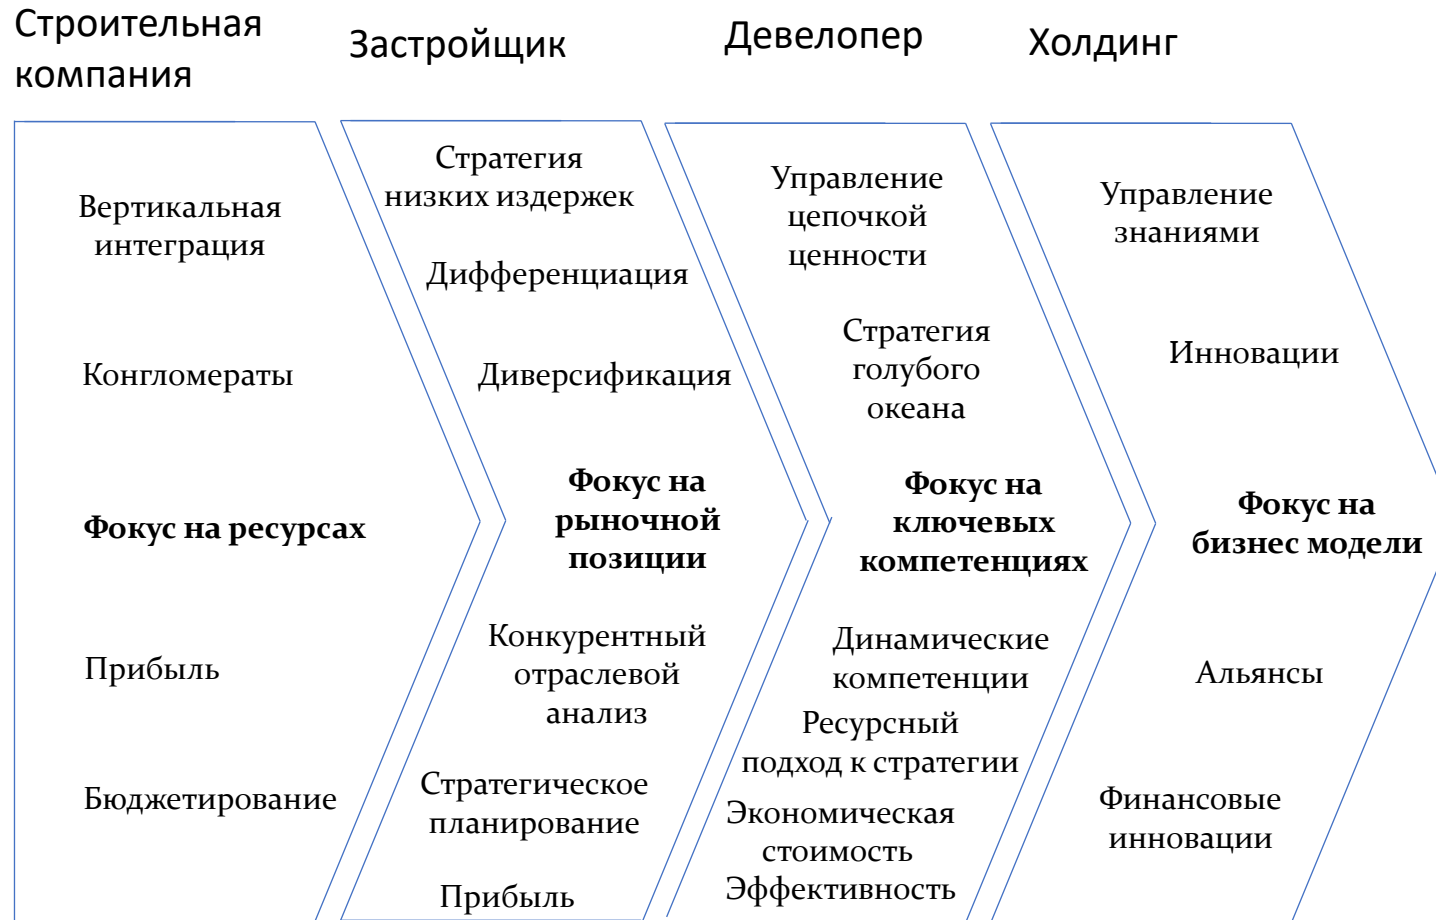 Строительная
компания
Застройщик
Девелопер
Холдинг
Вертикальная
интеграция
Конгломераты
Фокус на ресурсах
Прибыль
Бюджетирование
Стратегия
низких издержек
Дифференциация
Диверсификация
Фокус на
рыночной
позиции
Конкурентный
отраслевой
анализ
Стратегическое
планирование
Прибыль
Управление
цепочкой
ценности
Стратегия
голубого
океана
Фокус на
ключевых
компетенциях
Динамические
компетенции
Ресурсный
подход к стратегии
Экономическая
стоимость
Эффективность
Управление
знаниями
Инновации
Фокус на
бизнес модели
Альянсы
Финансовые
инновации